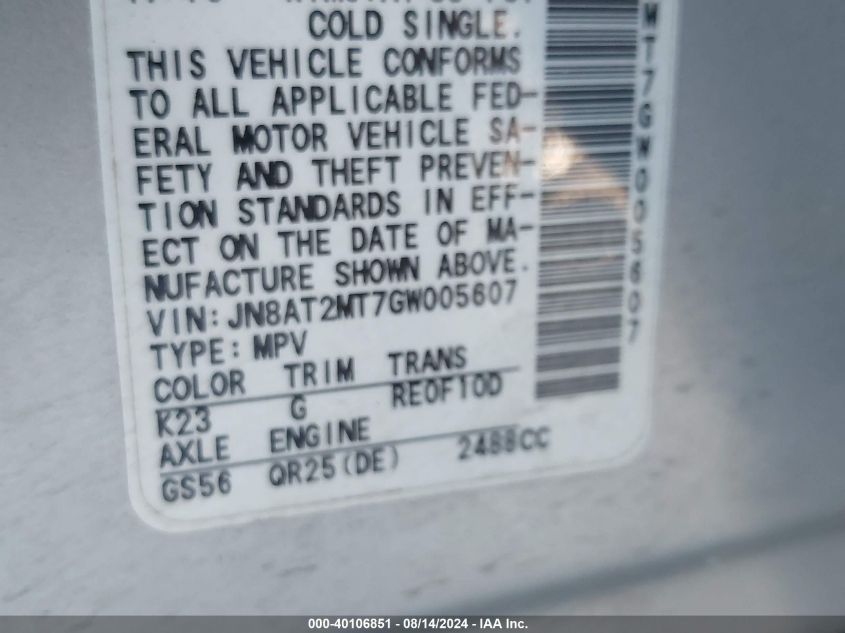 COLD SINGLE.
THIS VEHICLE CONFORMS
TO ALL APPLICABLE FED-
ERAL MOTOR VEHICLE SA-
FETY AND THEFT PREVEN-
TION STANDARDS IN EFF-
ECT ON THE DATE OF MA-
NUFACTURE SHOWN ABOVE.
VIN: JN8AT2MT7GW005607
TYPE: MPV
COLOR TRIM TRANS
K23 G RE0F10D
AXLE ENGINE
GS56 QR25(DE) 2488CC
MT7GW005607
000-40106851 - 08/14/2024 - IAA Inc.